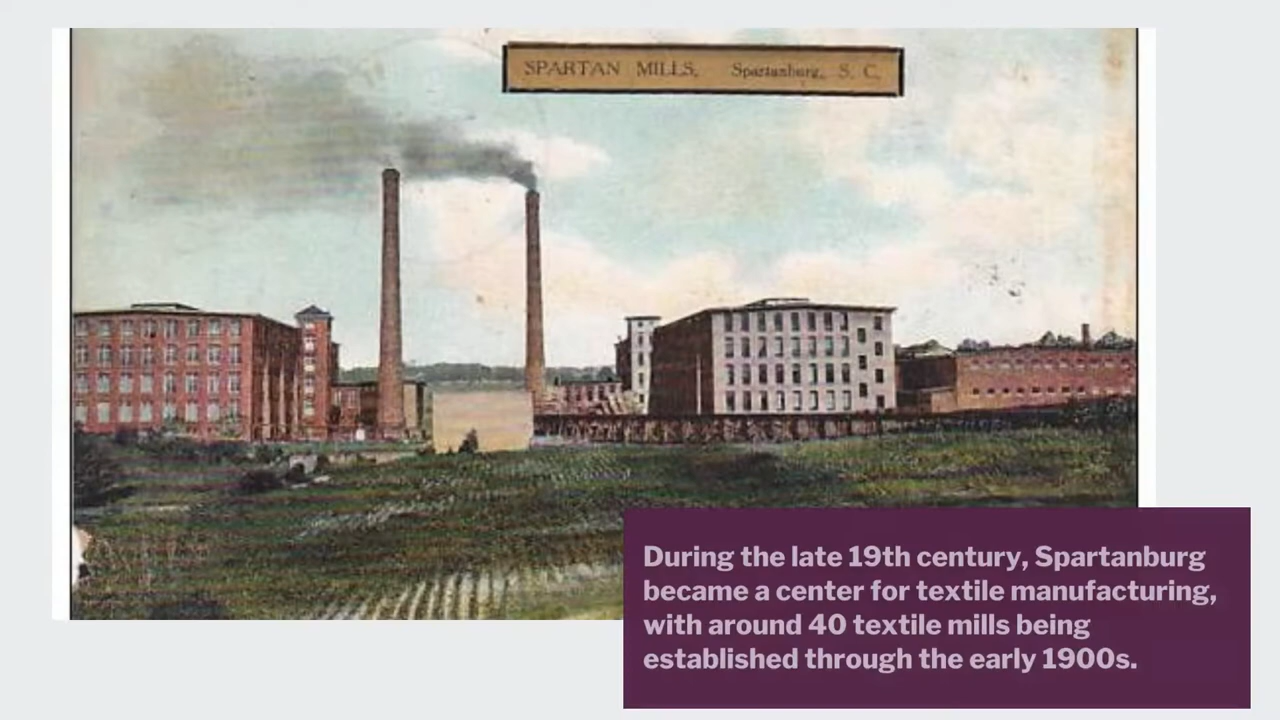 SPARTAN MILLS, Spartanburg, S. C.
During the late 19th century, Spartanburg
became a center for textile manufacturing,
with around 40 textile mills being
established through the early 1900s.